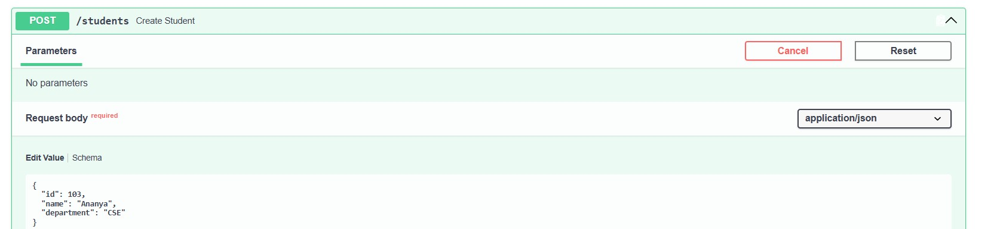 POST /students Create Student
Parameters
Cancel
Reset
No parameters
Request body required
application/json
Edit Value | Schema
{
  "id": 103,
  "name": "Ananya",
  "department": "CSE"
}